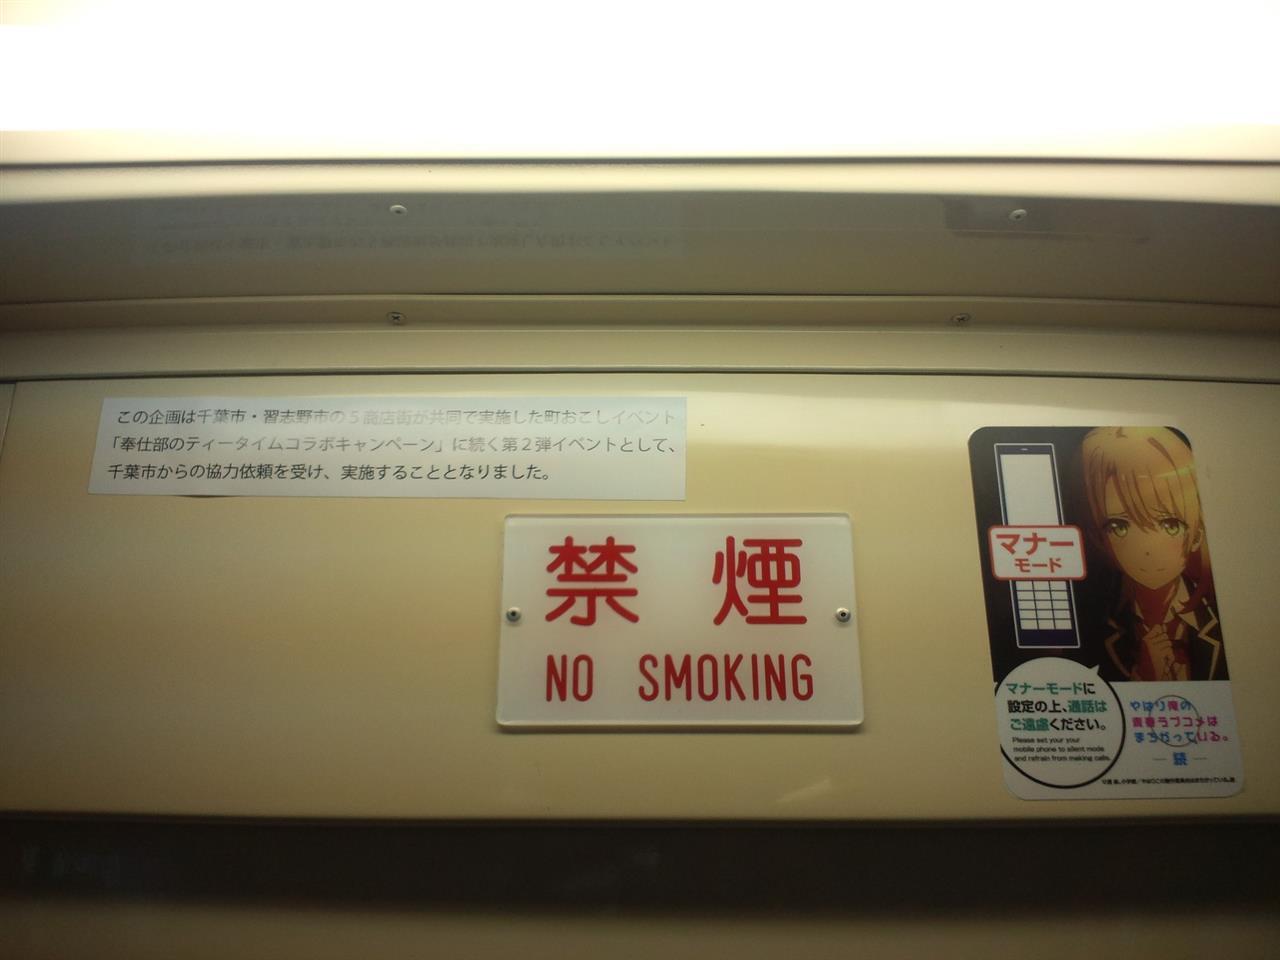 この企画は千葉市・習志野市の５商店街が共同で実施した町おこしイベント
「奉仕部のティータイムコラボキャンペーン」に続く第２弾イベントとして、
千葉市からの協力依頼を受け、実施することとなりました。
禁 煙
NO SMOKING
マナー
モード
マナーモードに
設定の上、通話は
ご遠慮ください。
Please set your your
mobile phone to silent mode
and refrain from making calls.
やはり俺の
青春ラブコメは
まちがっている。
続